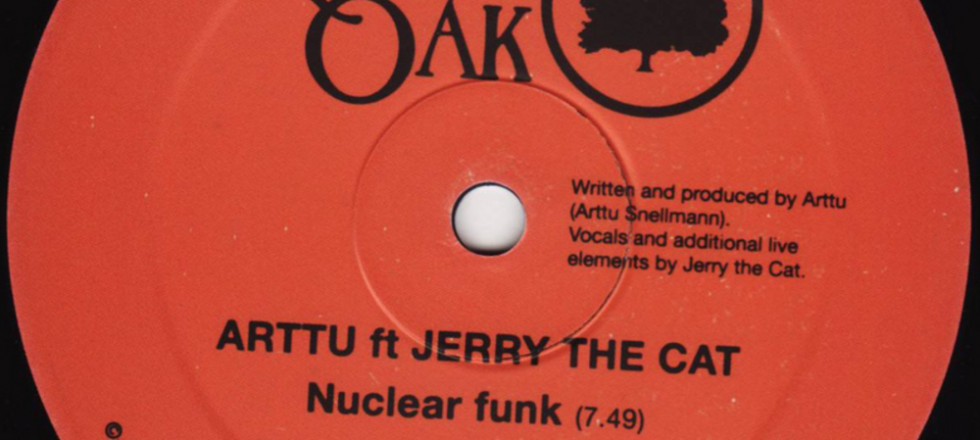 OAK
Written and produced by Arttu
(Arttu Snellmann).
Vocals and additional live
elements by Jerry the Cat.
ARTTU ft JERRY THE CAT
Nuclear funk (7.49)